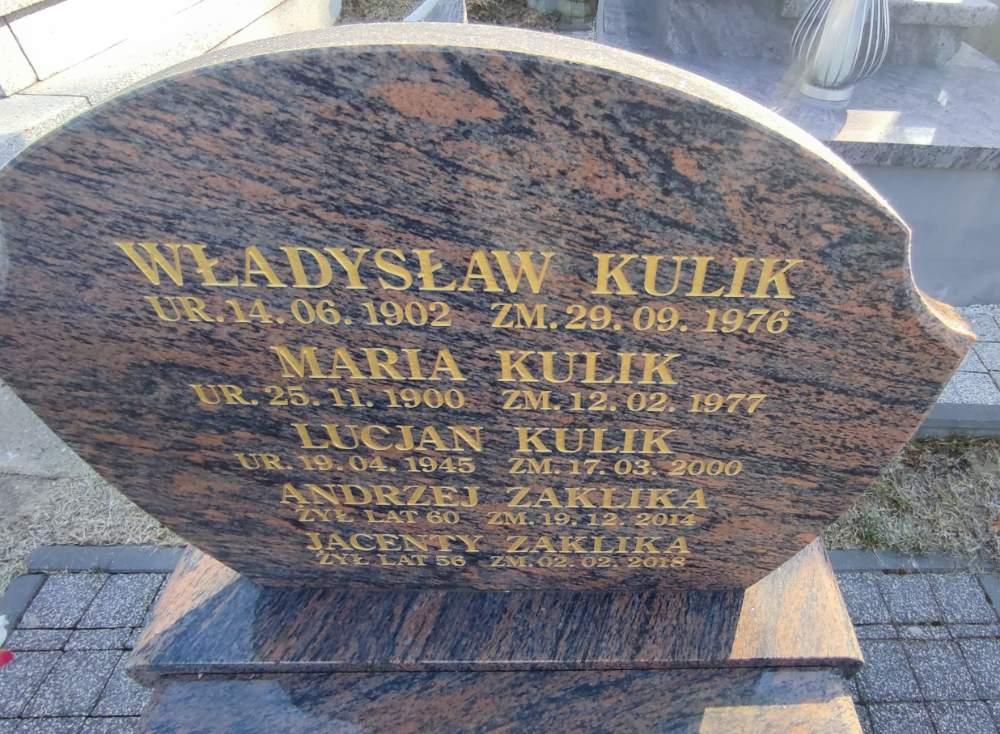 WŁADYSŁAW KULIK
UR. 14. 06. 1902 ZM. 29. 09. 1976
MARIA KULIK
UR. 25. 11. 1900 ZM. 12. 02. 1977
LUCJAN KULIK
UR. 19. 04. 1945 ZM. 17. 03. 2000
ANDRZEJ ZAKLIKA
ŻYŁ LAT 60 ZM. 19. 12. 2014
JACENTY ZAKLIKA
ŻYŁ LAT 56 ZM. 02. 02. 2018